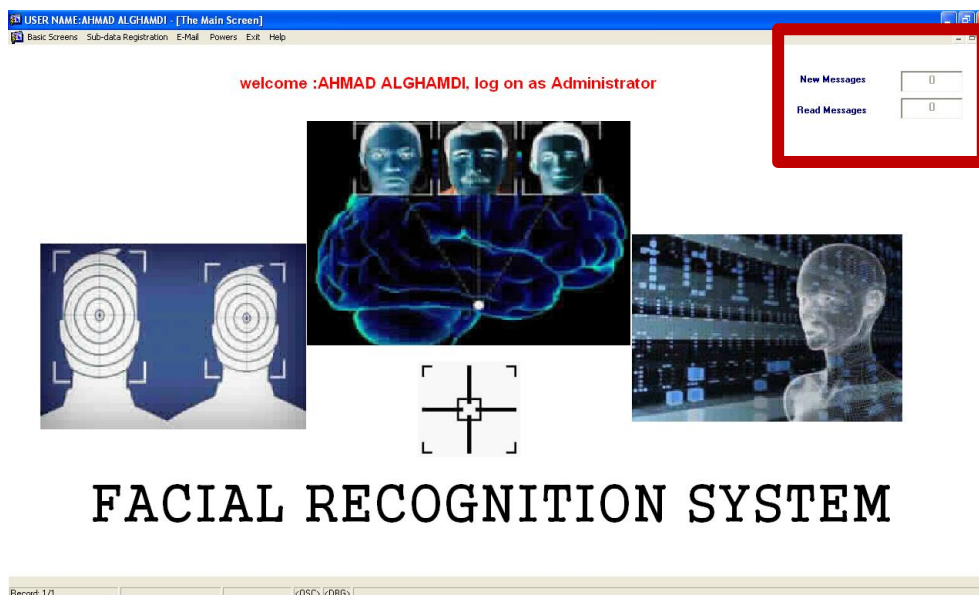 USER NAME:AHMAD ALGHAMDI - [The Main Screen]
Basic Screens Sub-data Registration E-Mail Powers Exit Help
welcome :AHMAD ALGHAMDI, log on as Administrator
New Messages 0
Read Messages 0
FACIAL RECOGNITION SYSTEM
Record: 1/1 <OSC> <DBG>